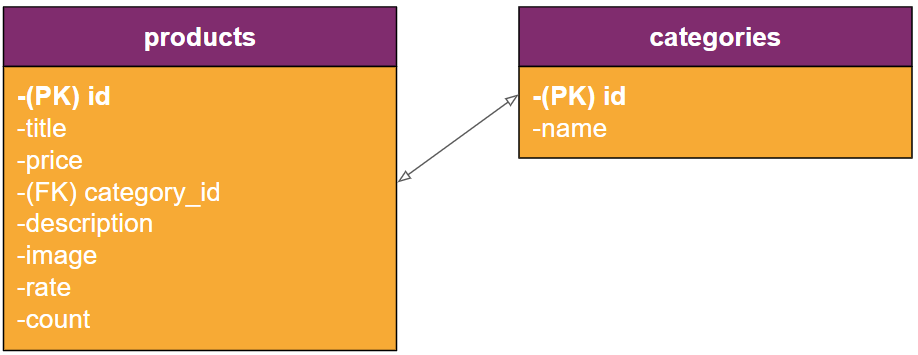 products
-(PK) id
-title
-price
-(FK) category_id
-description
-image
-rate
-count
categories
-(PK) id
-name